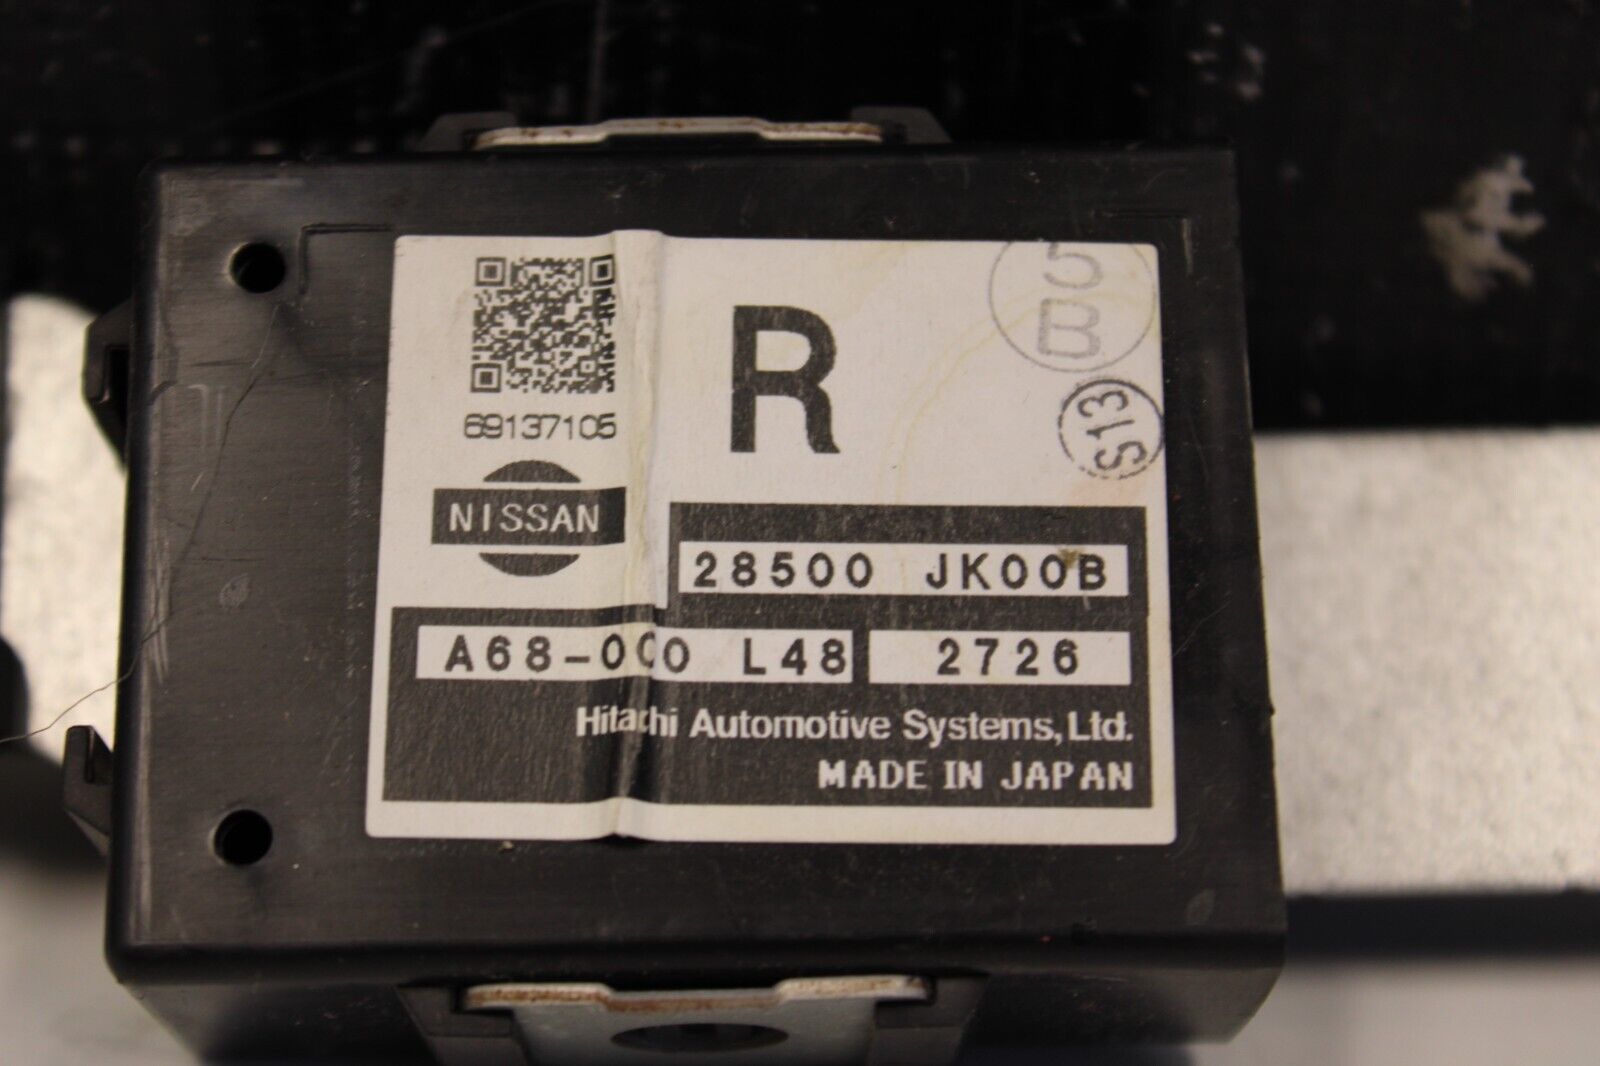 5
B
R
S13
69137105
NISSAN
28500 JK00B
A68-000 L48 2726
Hitachi Automotive Systems, Ltd.
MADE IN JAPAN